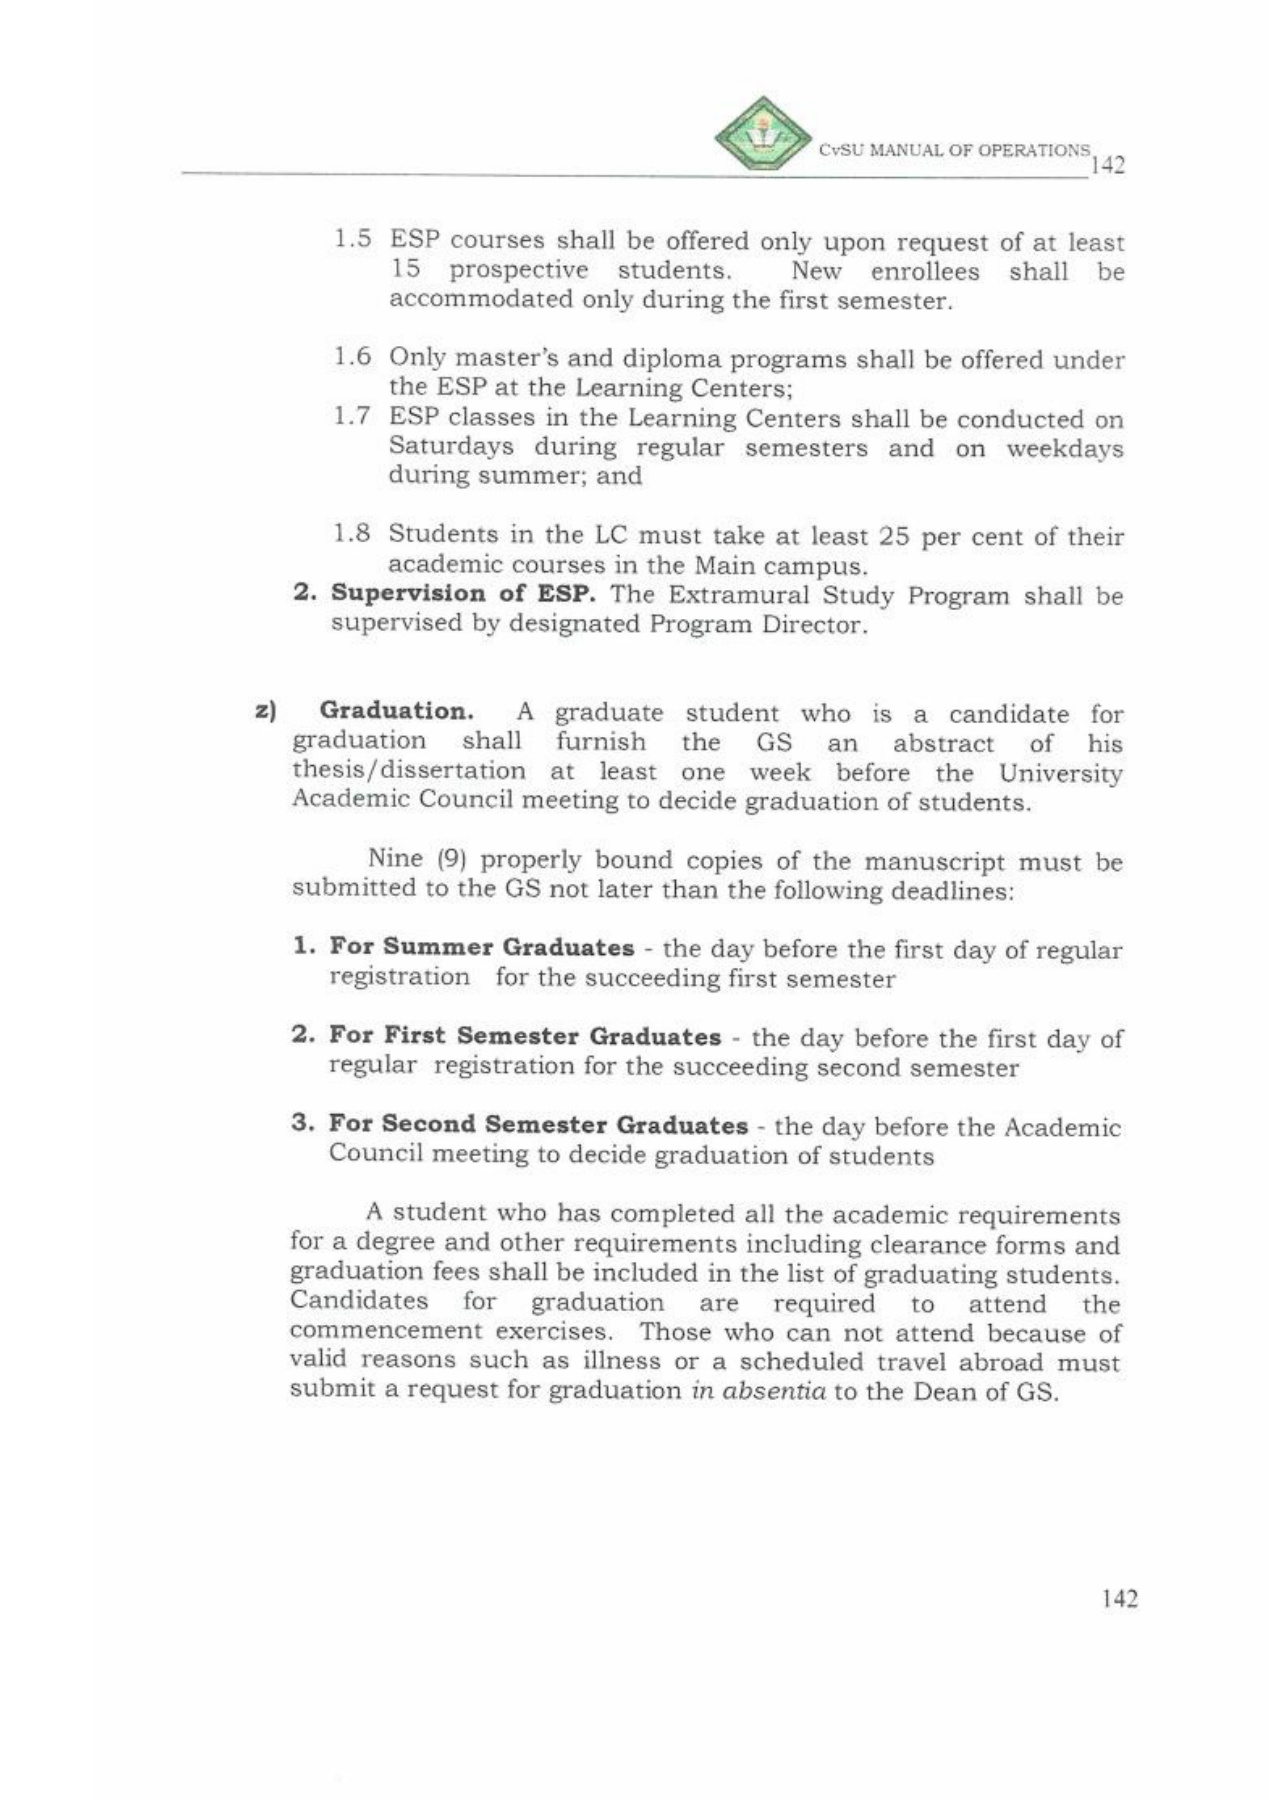 CvSU MANUAL OF OPERATIONS
142
1.5 ESP courses shall be offered only upon request of at least
15 prospective students. New enrollees shall be
accommodated only during the first semester.
1.6 Only master's and diploma programs shall be offered under
the ESP at the Learning Centers;
1.7 ESP classes in the Learning Centers shall be conducted on
Saturdays during regular semesters and on weekdays
during summer; and
1.8 Students in the LC must take at least 25 per cent of their
academic courses in the Main campus.
2. Supervision of ESP. The Extramural Study Program shall be
supervised by designated Program Director.
z) Graduation. A graduate student who is a candidate for
graduation shall furnish the GS an abstract of his
thesis/dissertation at least one week before the University
Academic Council meeting to decide graduation of students.
Nine (9) properly bound copies of the manuscript must be
submitted to the GS not later than the following deadlines:
1. For Summer Graduates - the day before the first day of regular
registration for the succeeding first semester
2. For First Semester Graduates - the day before the first day of
regular registration for the succeeding second semester
3. For Second Semester Graduates - the day before the Academic
Council meeting to decide graduation of students
A student who has completed all the academic requirements
for a degree and other requirements including clearance forms and
graduation fees shall be included in the list of graduating students.
Candidates for graduation are required to attend the
commencement exercises. Those who can not attend because of
valid reasons such as illness or a scheduled travel abroad must
submit a request for graduation in absentia to the Dean of GS.
142